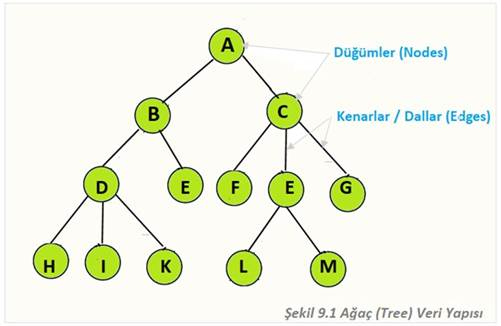 A
Düğümler (Nodes)
B
C
Kenarlar / Dallar (Edges)
D
E
F
E
G
H
I
K
L
M
Şekil 9.1 Ağaç (Tree) Veri Yapısı